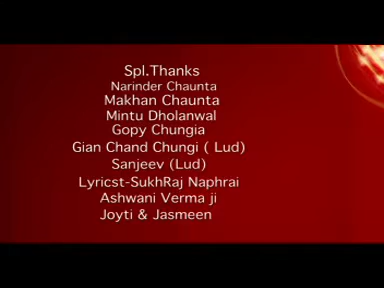 Spl.Thanks
Narinder Chaunta
Makhan Chaunta
Mintu Dholanwal
Gopy Chungia
Gian Chand Chungi ( Lud)
Sanjeev (Lud)
Lyricst-SukhRaj Naphrai
Ashwani Verma ji
Joyti & Jasmeen